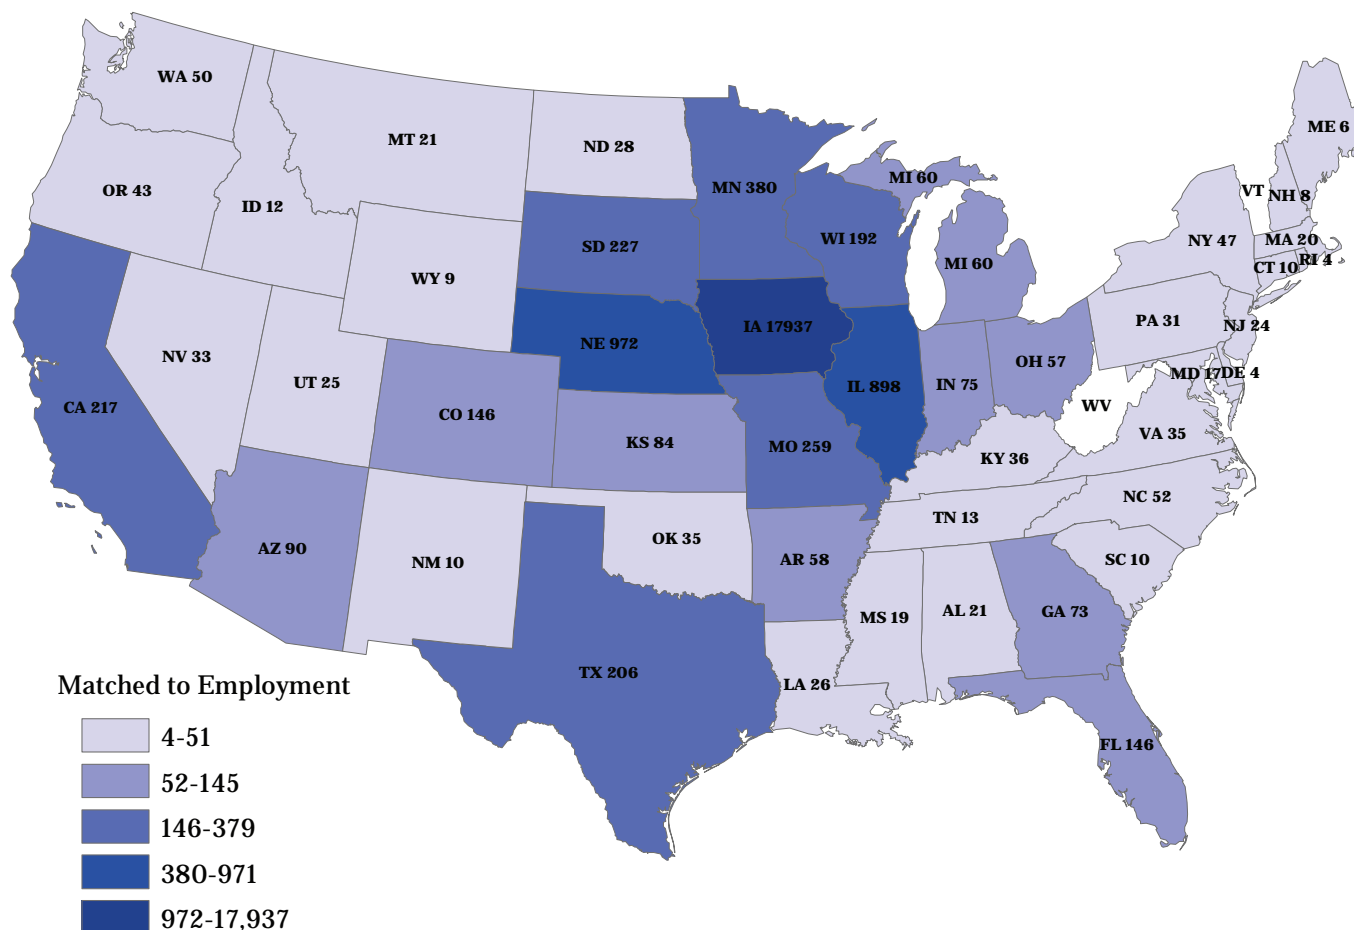 WA 50
MT 21
ND 28
ME 6
OR 43
ID 12
MN 380
MI 60
VT
NH 8
SD 227
WI 192
NY 47
MA 20
RI 4
CT 10
WY 9
MI 60
NV 33
UT 25
NE 972
IA 17937
PA 31
NJ 24
CA 217
CO 146
KS 84
MO 259
IL 898
IN 75
OH 57
MD 17
DE 4
WV
VA 35
KY 36
NC 52
AZ 90
NM 10
OK 35
AR 58
TN 13
SC 10
MS 19
AL 21
GA 73
TX 206
LA 26
FL 146
Matched to Employment
4-51
52-145
146-379
380-971
972-17,937